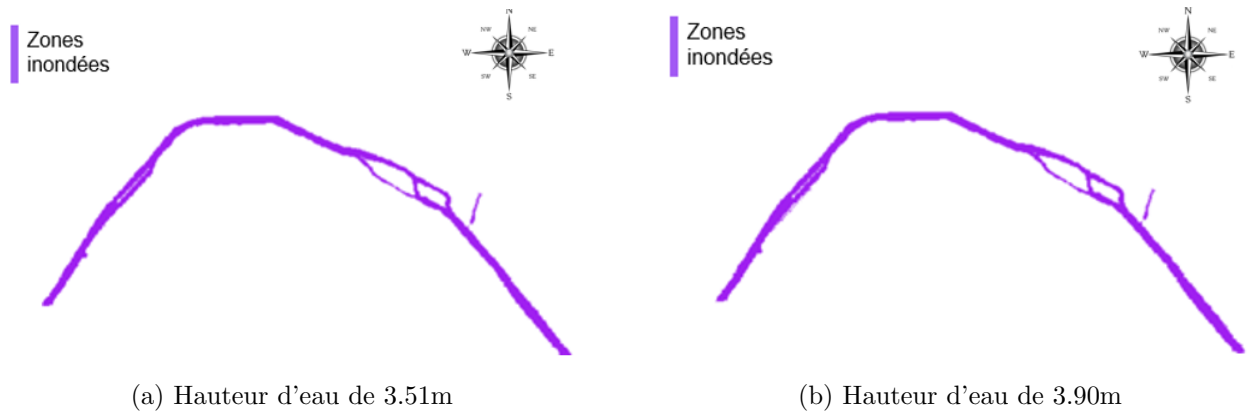 Zones
inondées
N
NW NE
W E
SW SE
S
Zones
inondées
N
NW NE
W E
SW SE
S
(a) Hauteur d'eau de 3.51m
(b) Hauteur d'eau de 3.90m